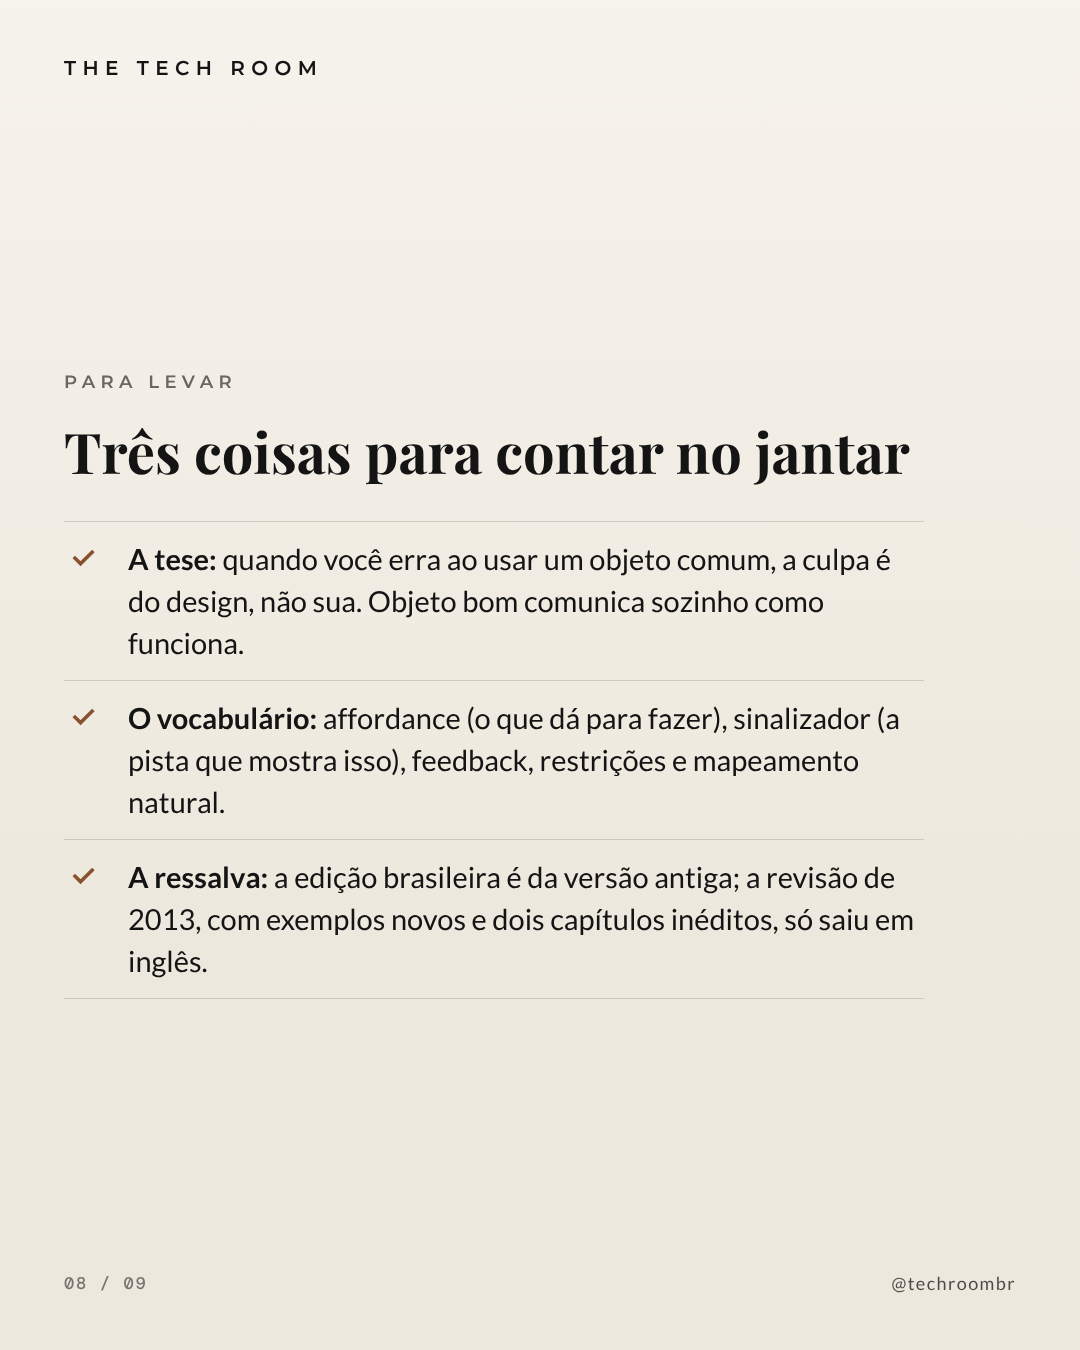 THE TECH ROOM
PARA LEVAR
Três coisas para contar no jantar
A tese: quando você erra ao usar um objeto comum, a culpa é
do design, não sua. Objeto bom comunica sozinho como
funciona.
O vocabulário: affordance (o que dá para fazer), sinalizador (a
pista que mostra isso), feedback, restrições e mapeamento
natural.
A ressalva: a edição brasileira é da versão antiga; a revisão de
2013, com exemplos novos e dois capítulos inéditos, só saiu em
inglês.
08 / 09
@techroombr